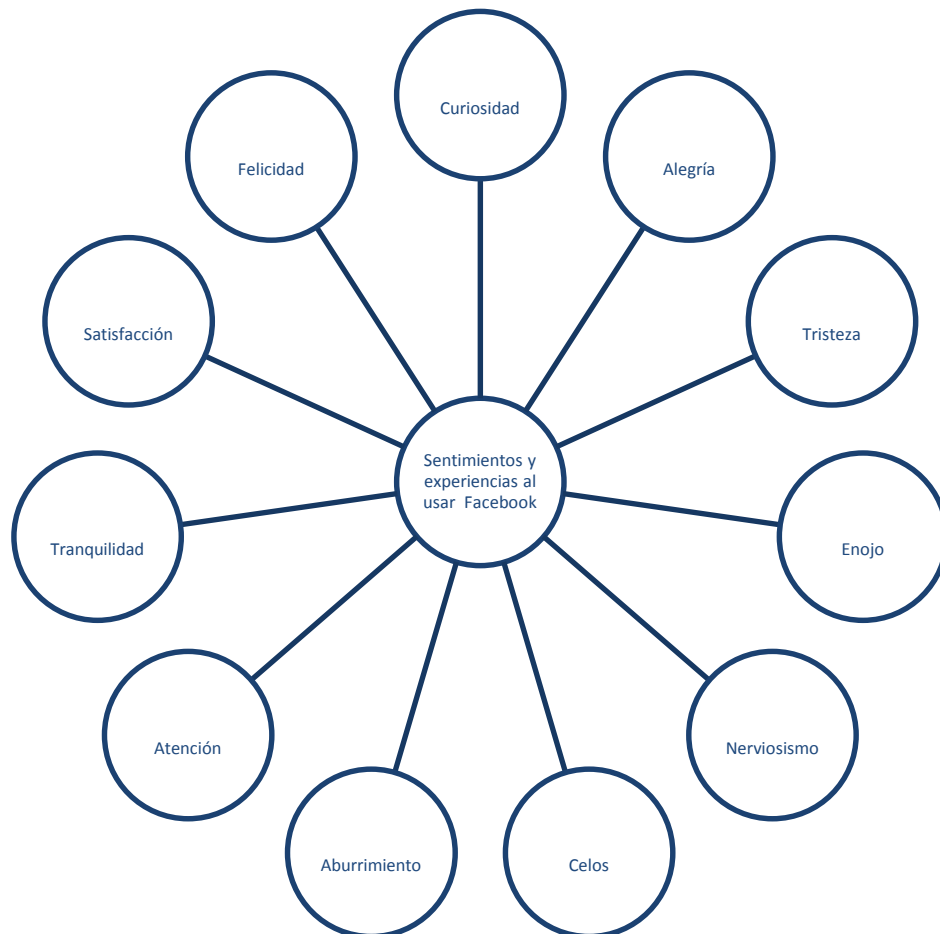 Curiosidad
Felicidad
Alegría
Satisfacción
Tristeza
Sentimientos y
experiencias al
usar Facebook
Tranquilidad
Enojo
Atención
Nerviosismo
Aburrimiento
Celos